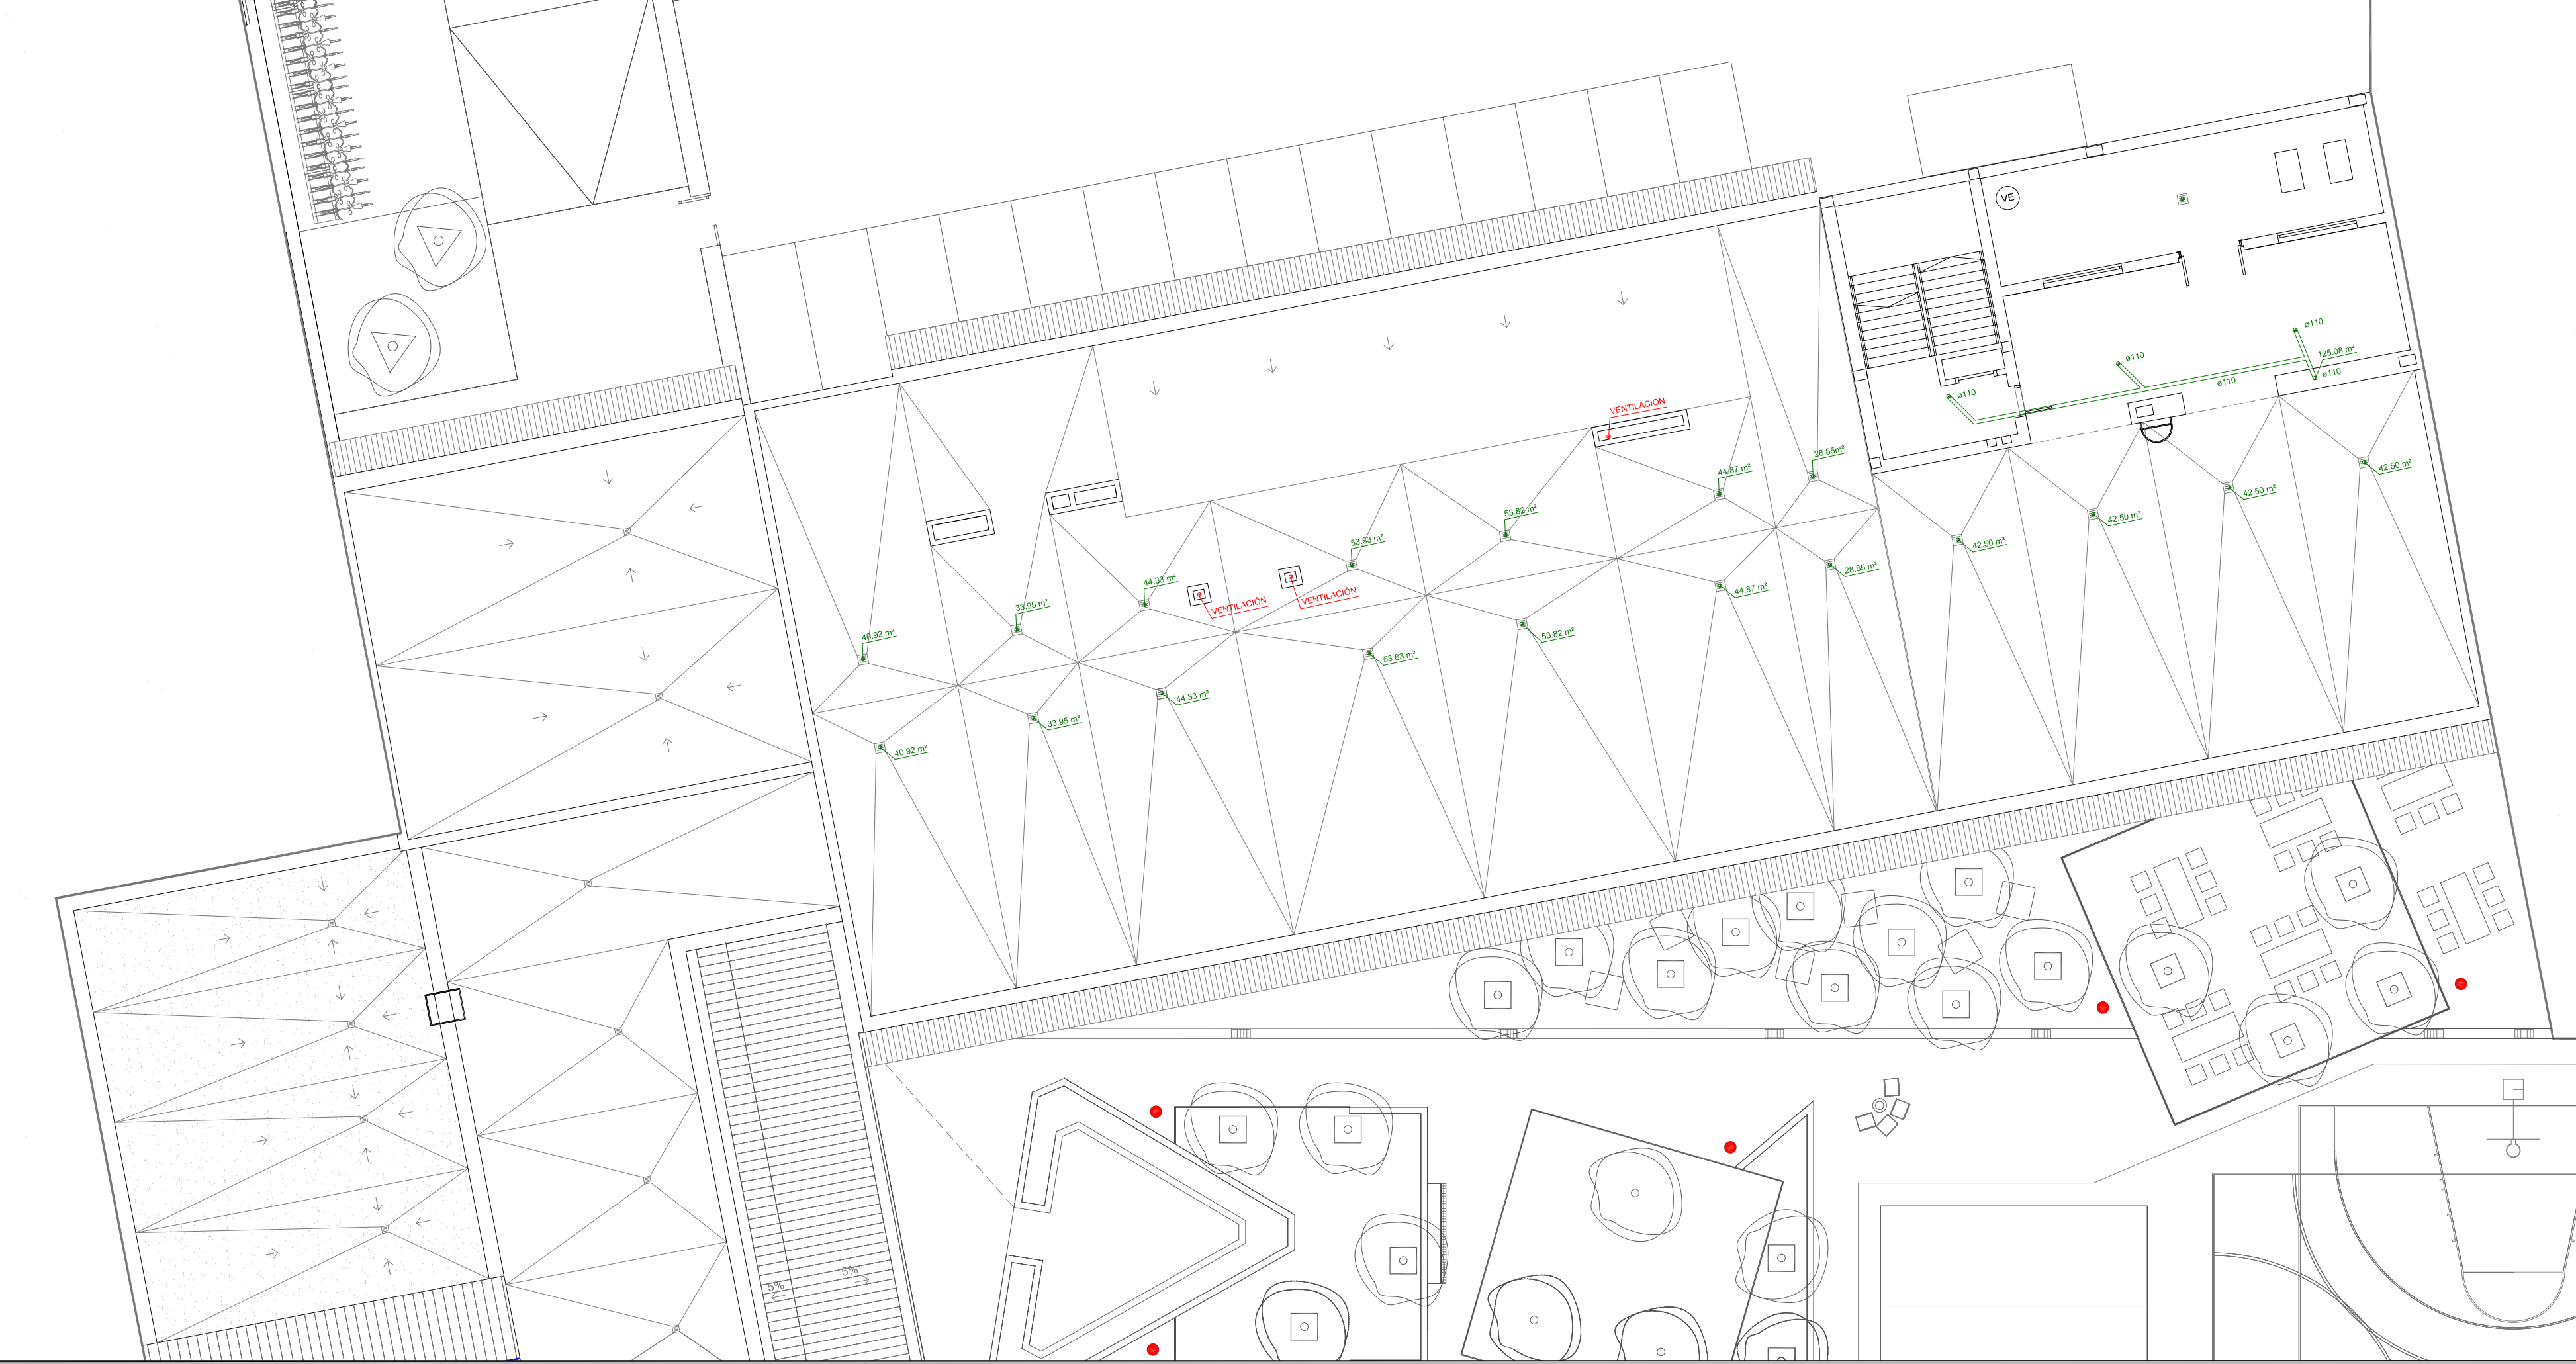 VE
ø110
125.08 m²
ø110
ø110
ø110
ø110
VENTILACIÓN
28.85m²
44.87 m²
42.50 m²
42.50 m²
42.50 m²
42.50 m²
53.82 m²
53.83 m²
44.33 m²
33.95 m²
40.92 m²
VENTILACIÓN
VENTILACIÓN
28.85 m²
44.87 m²
53.82 m²
53.83 m²
44.33 m²
33.95 m²
40.92 m²
5%
5%